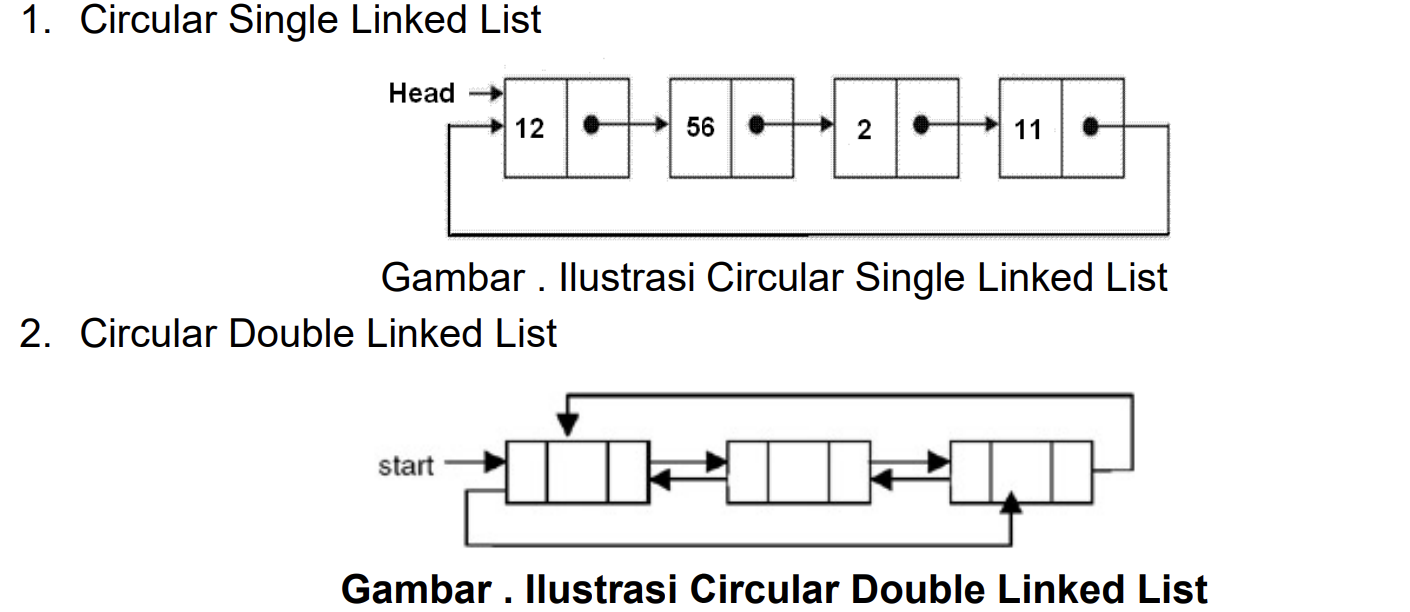 1. Circular Single Linked List
Head
12 56 2 11
Gambar . Ilustrasi Circular Single Linked List
2. Circular Double Linked List
start
Gambar . Ilustrasi Circular Double Linked List